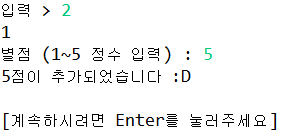 입력 > 2
1
별점 (1~5 정수 입력) : 5
5점이 추가되었습니다 :D
[계속하시려면 Enter를 눌러주세요]